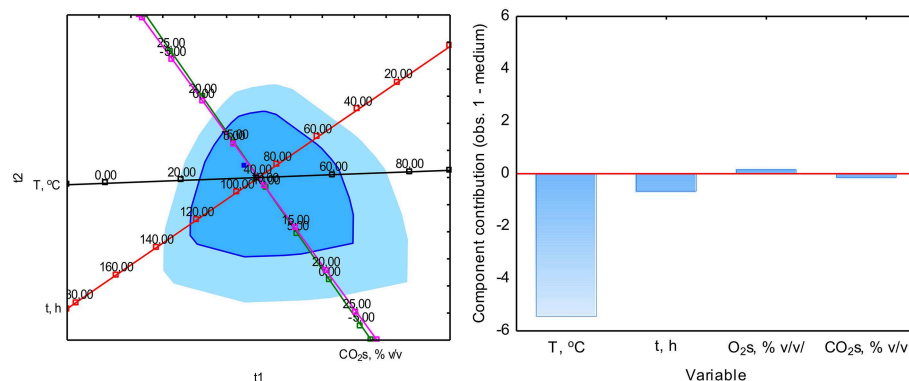 25,00
-5,00
20,00
0,00
5,00
20,00
40,00
60,00
80,00
40,00
0,00
20,00
60,00
80,00
100,00
120,00
140,00
160,00
15,00
5,00
20,00
0,00
25,00
-5,00
t2
T, ºC
t, h
CO₂s, % v/v
t1
Component contribution (obs. 1 - medium)
6
4
2
0
-2
-4
-6
T, ºC
t, h
O₂s, % v/v/
CO₂s, % v/v
Variable